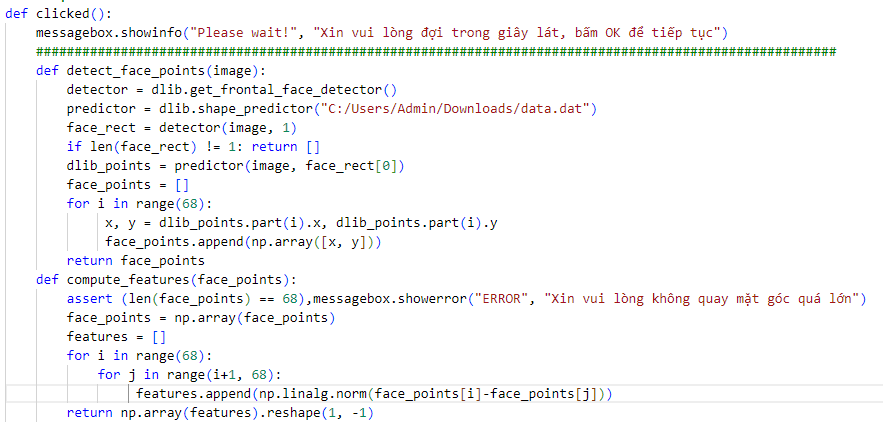 def clicked():
    messagebox.showinfo("Please wait!", "Xin vui lòng đợi trong giây lát, bấm OK để tiếp tục")
    ########################################################################################################
    def detect_face_points(image):
        detector = dlib.get_frontal_face_detector()
        predictor = dlib.shape_predictor("C:/Users/Admin/Downloads/data.dat")
        face_rect = detector(image, 1)
        if len(face_rect) != 1: return []
        dlib_points = predictor(image, face_rect[0])
        face_points = []
        for i in range(68):
             x, y = dlib_points.part(i).x, dlib_points.part(i).y
             face_points.append(np.array([x, y]))
        return face_points
    def compute_features(face_points):
        assert (len(face_points) == 68),messagebox.showerror("ERROR", "Xin vui lòng không quay mặt góc quá lớn")
        face_points = np.array(face_points)
        features = []
        for i in range(68):
            for j in range(i+1, 68):
                 features.append(np.linalg.norm(face_points[i]-face_points[j]))
        return np.array(features).reshape(1, -1)